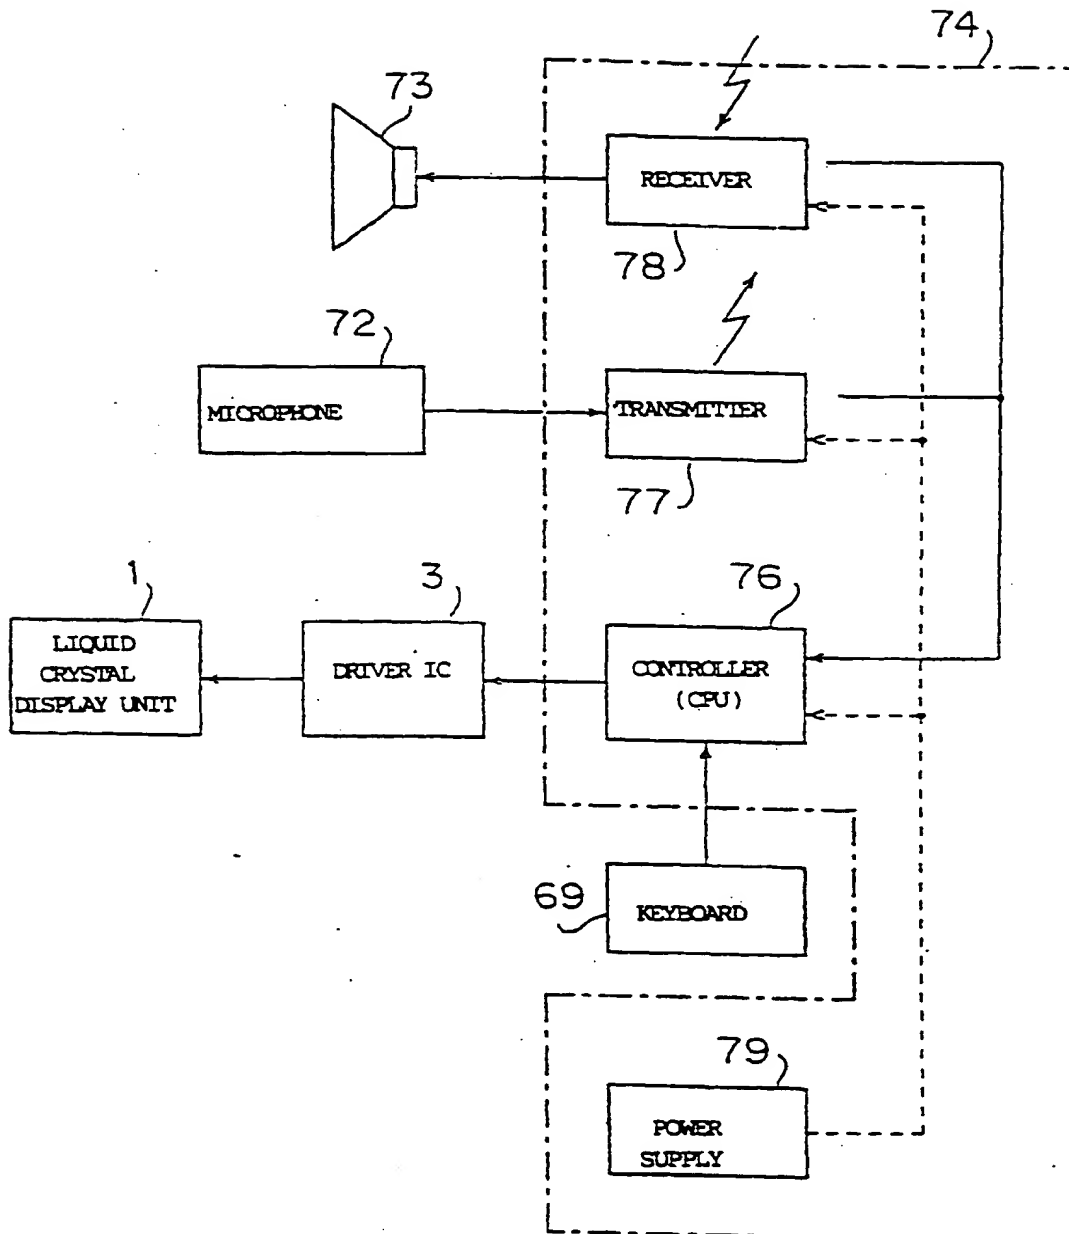 74
73
RECEIVER
78
72
MICROPHONE
TRANSMITTER
77
1
3
76
LIQUID
CRYSTAL
DISPLAY UNIT
DRIVER IC
CONTROLLER
(CPU)
69
KEYBOARD
79
POWER
SUPPLY